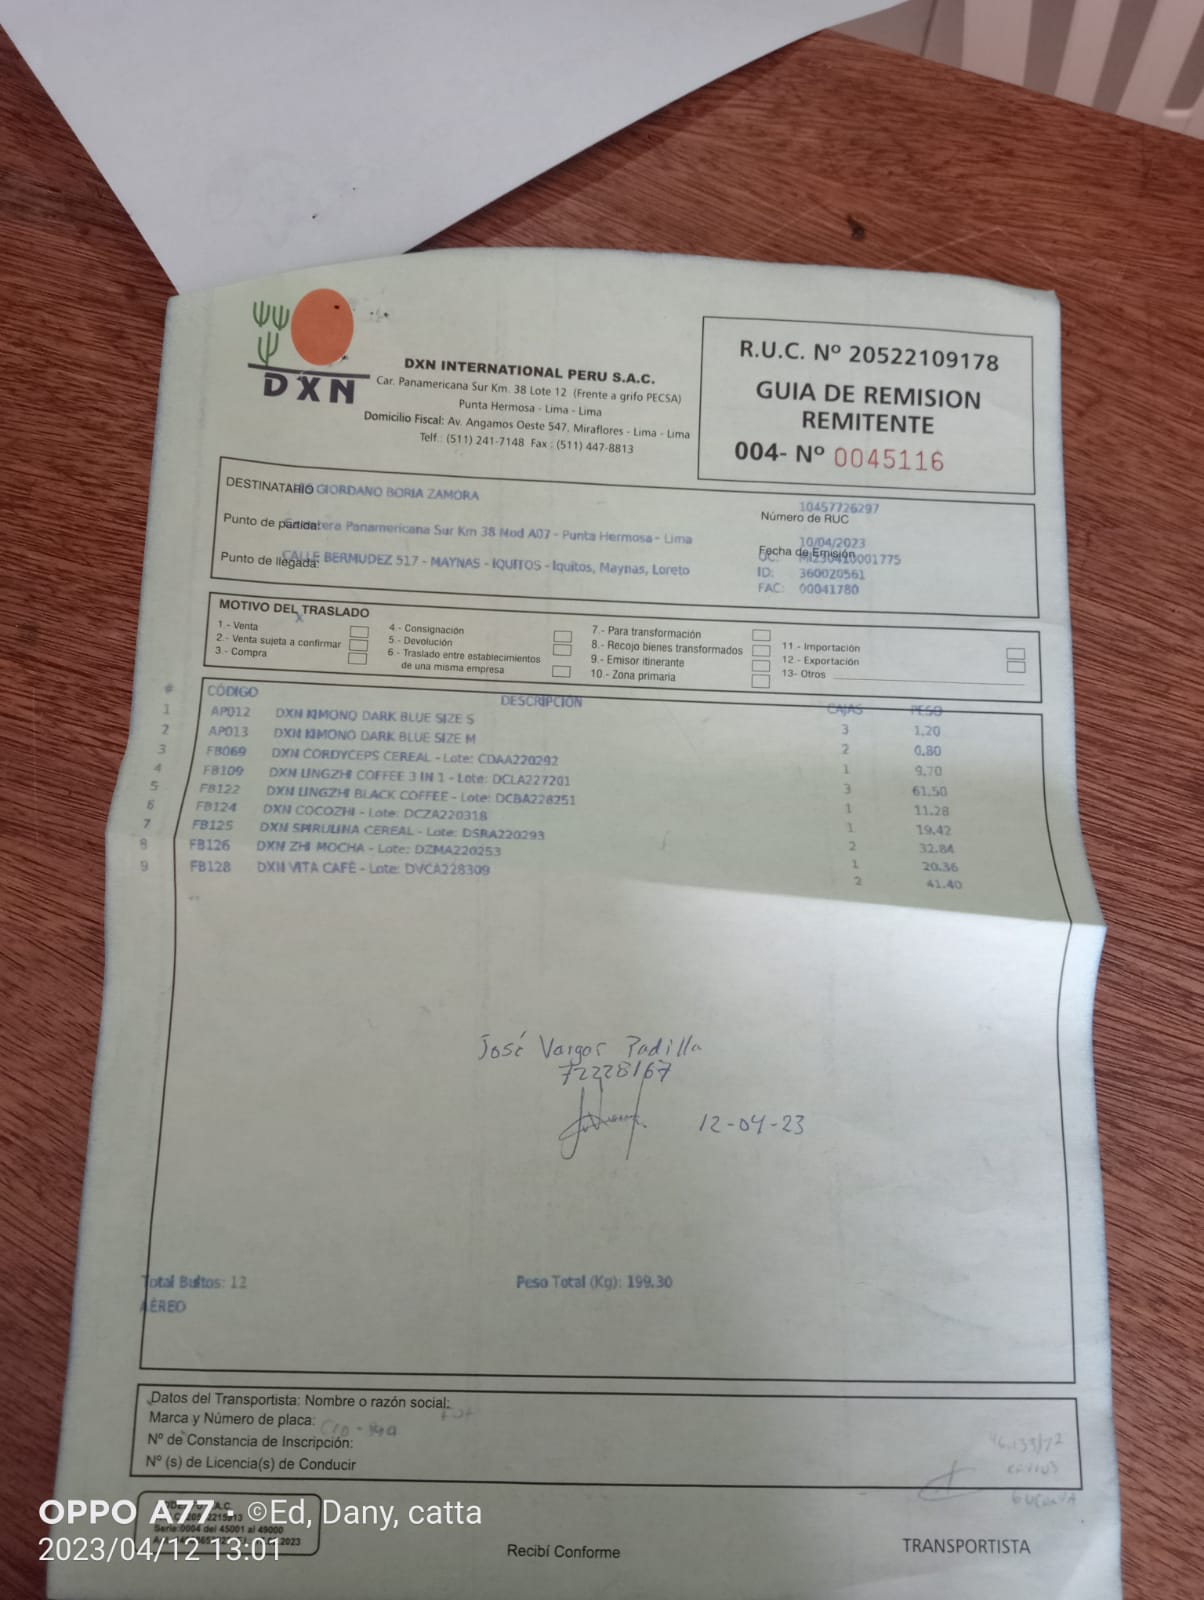 DXN
DXN INTERNATIONAL PERU S.A.C.
Car. Panamericana Sur Km. 38 Lote 12 (Frente a grifo PECSA)
Punta Hermosa - Lima - Lima
Domicilio Fiscal: Av. Angamos Oeste 547, Miraflores - Lima - Lima
Telf.: (511) 241-7148 Fax : (511) 447-8813
R.U.C. Nº 20522109178
GUIA DE REMISION
REMITENTE
004- Nº 0045116
DESTINATARIO GIORDANO BORIA ZAMORA
10457726297
Número de RUC
Punto de partida: Panamericana Sur Km 38 Mod A07 - Punta Hermosa - Lima
10/04/2023
Fecha de Emisión
Punto de llegada: CALLE BERMUDEZ 517 - MAYNAS - IQUITOS - Iquitos, Maynas, Loreto
ID: 360020561
FAC: 00041780
MOTIVO DEL TRASLADO
X
1.- Venta
2.- Venta sujeta a confirmar
3.- Compra
4.- Consignación
5.- Devolución
6.- Traslado entre establecimientos
de una misma empresa
7.- Para transformación
8.- Recojo bienes transformados
9.- Emisor itinerante
10.- Zona primaria
11.- Importación
12.- Exportación
13- Otros
# CÓDIGO DESCRIPCIÓN CAJAS PESO
1 AP012 DXN KIMONO DARK BLUE SIZE S 3 1.20
2 AP013 DXN KIMONO DARK BLUE SIZE M 2 0.80
3 FB069 DXN CORDYCEPS CEREAL - Lote: CDAA220292 1 9.70
4 FB109 DXN LINGZHI COFFEE 3 IN 1 - Lote: DCLA227201 3 61.50
5 FB122 DXN LINGZHI BLACK COFFEE - Lote: DCBA228251 1 11.28
6 FB124 DXN COCOZHI - Lote: DCZA220318 1 19.42
7 FB125 DXN SPIRULINA CEREAL - Lote: DSRA220293 2 32.84
8 FB126 DXN ZHI MOCHA - Lote: DZMA220253 1 20.36
9 FB128 DXN VITA CAFÉ - Lote: DVCA228309 2 41.40
José Vargas Padilla
72228167
12-04-23
Total Bultos: 12
Peso Total (Kg): 199.30
AÉREO
Datos del Transportista: Nombre o razón social:
Marca y Número de placa:
Nº de Constancia de Inscripción:
Nº (s) de Licencia(s) de Conducir
Serie:0004 del 45001 al 49000
OPPO A77 · ©Ed, Dany, catta
2023/04/12 13:01
Recibí Conforme
TRANSPORTISTA